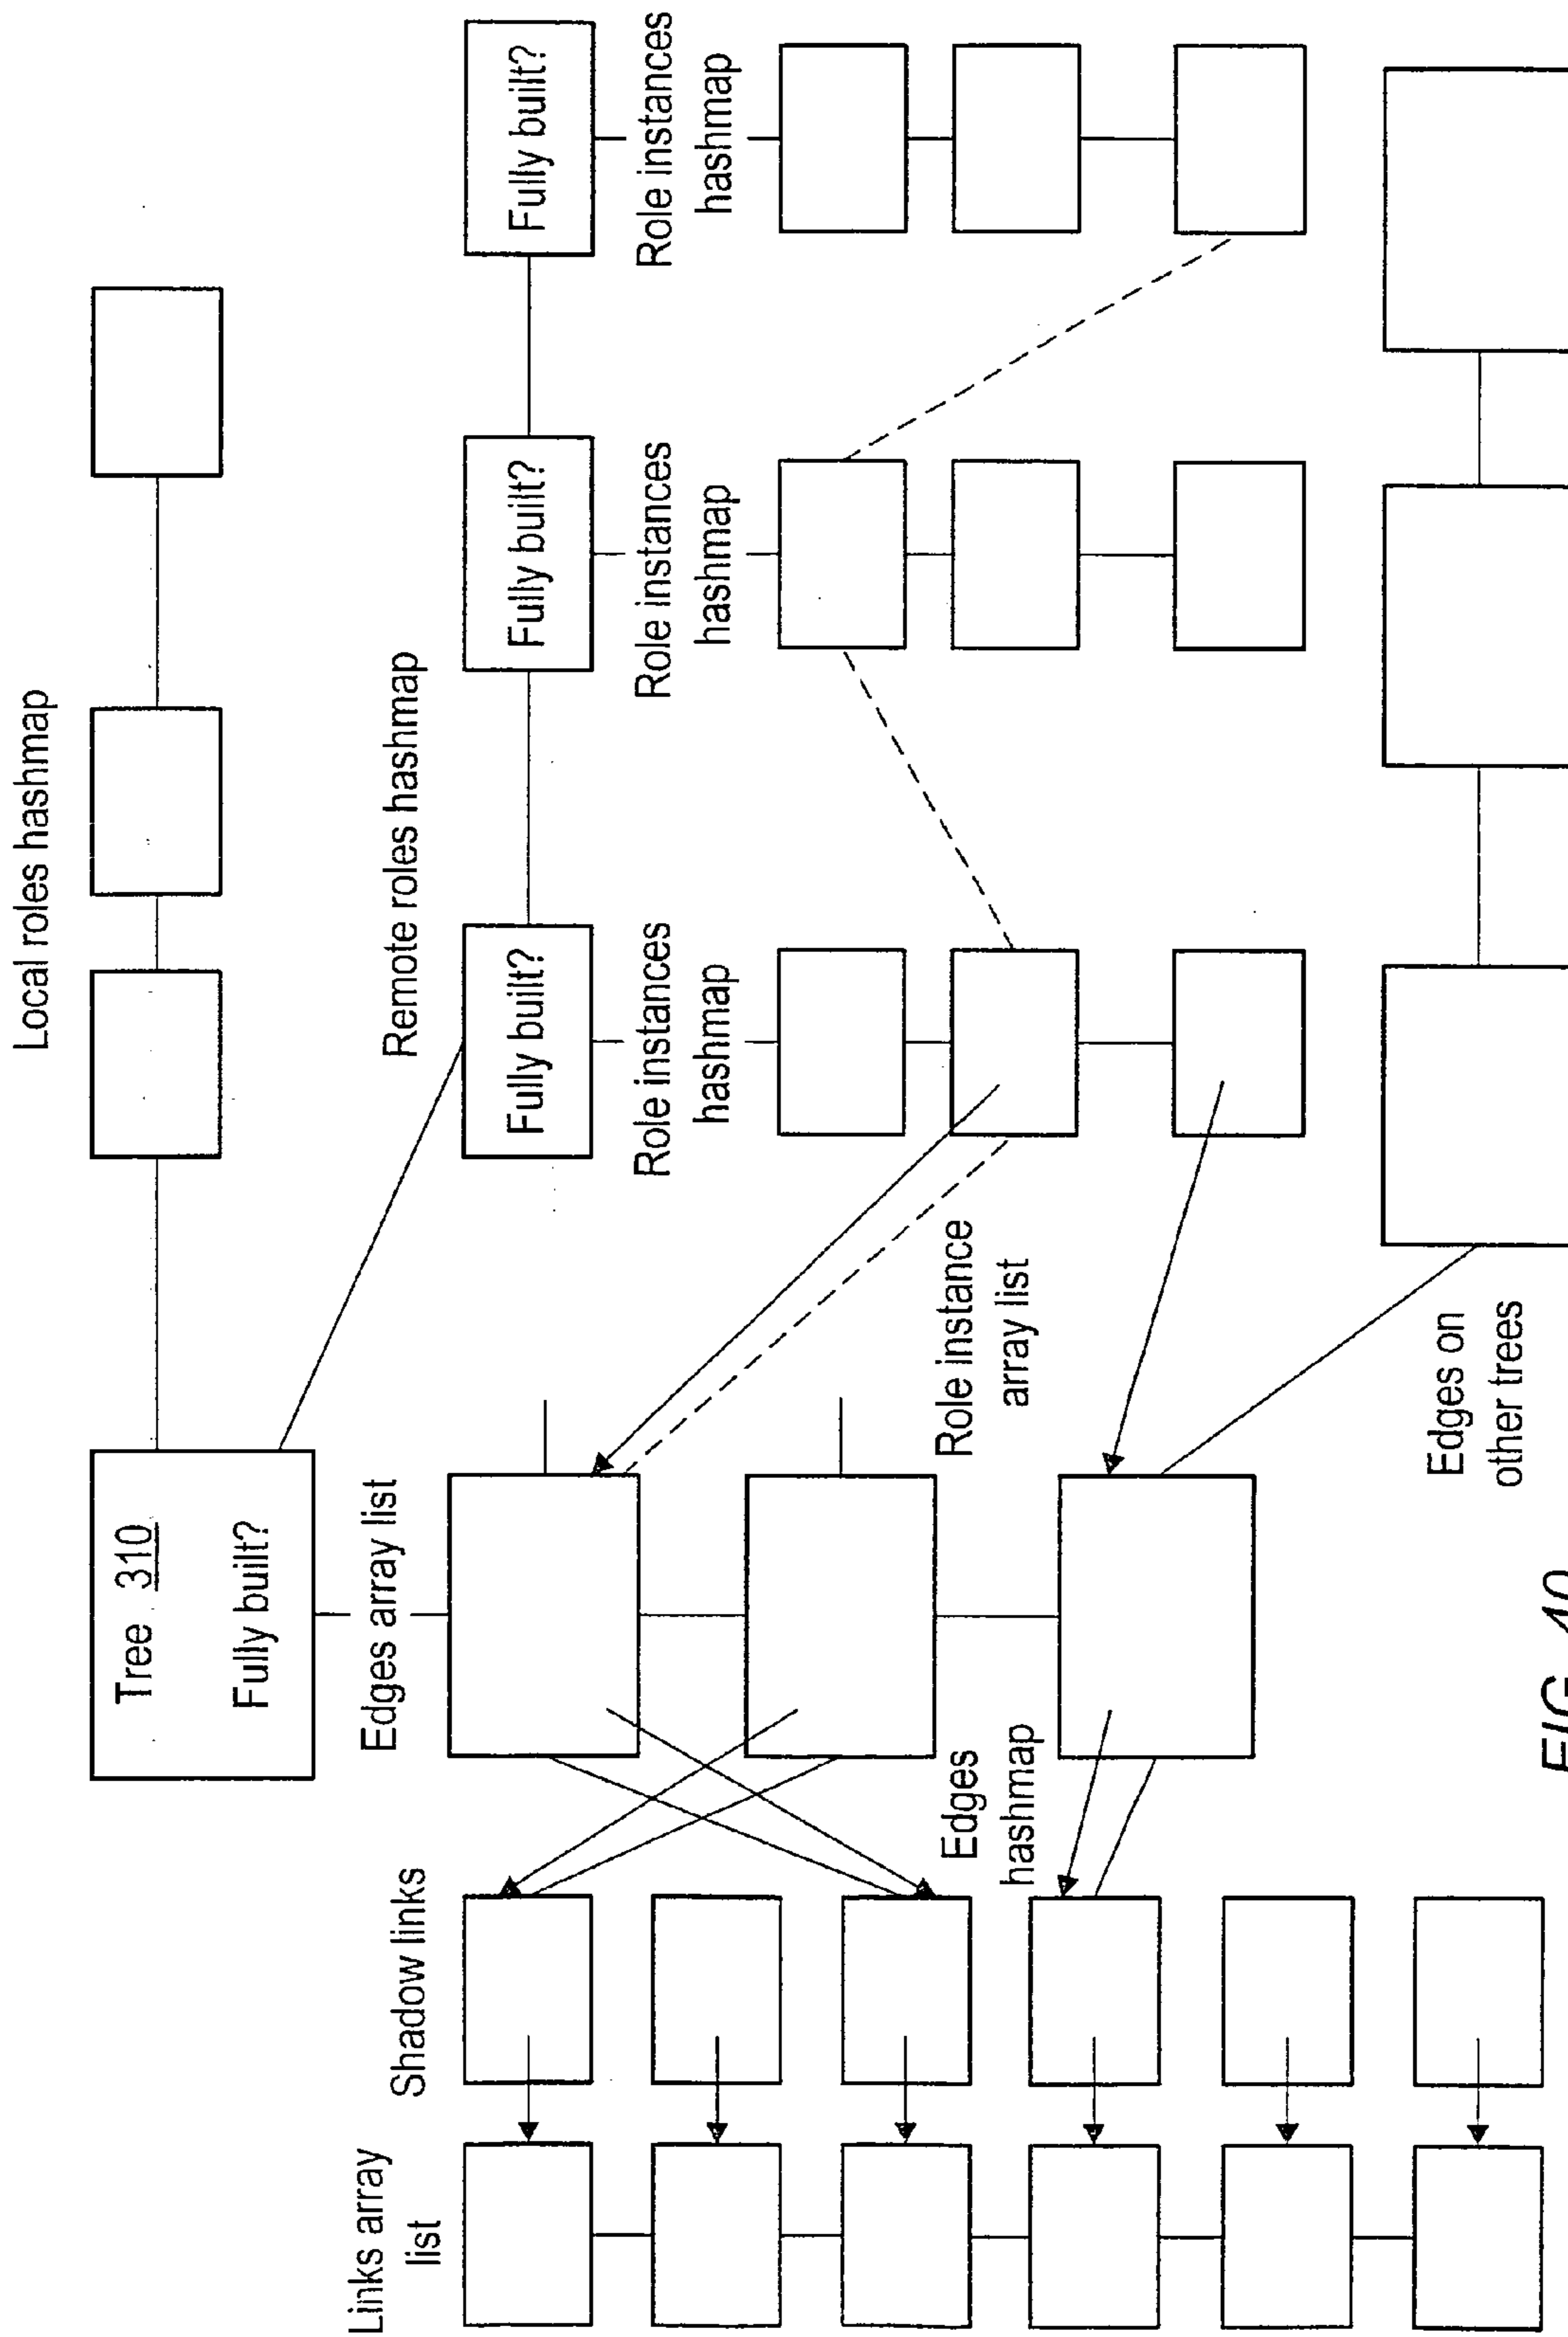 Local roles hashmap
Tree 310
Fully built?
Remote roles hashmap
Fully built?
Fully built?
Fully built?
Links array
list
Shadow links
Edges array list
Role instances
hashmap
Role instances
hashmap
Role instances
hashmap
Edges
hashmap
Role instance
array list
Edges on
other trees